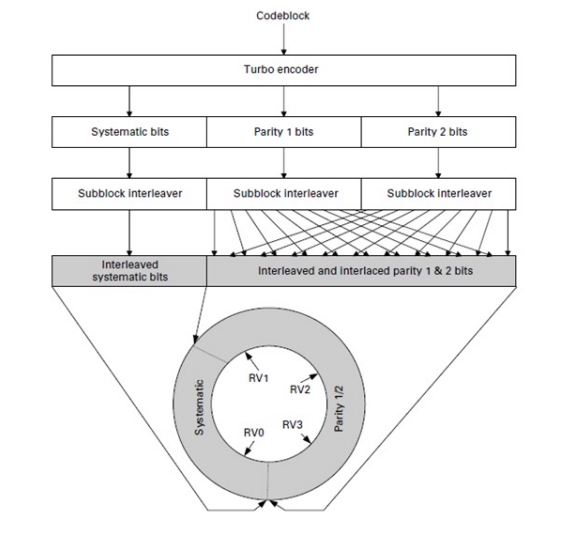 Codeblock
Turbo encoder
Systematic bits
Parity 1 bits
Parity 2 bits
Subblock interleaver
Subblock interleaver
Subblock interleaver
Interleaved
systematic bits
Interleaved and interlaced parity 1 & 2 bits
RV1
RV2
Systematic
Parity 1/2
RV0
RV3